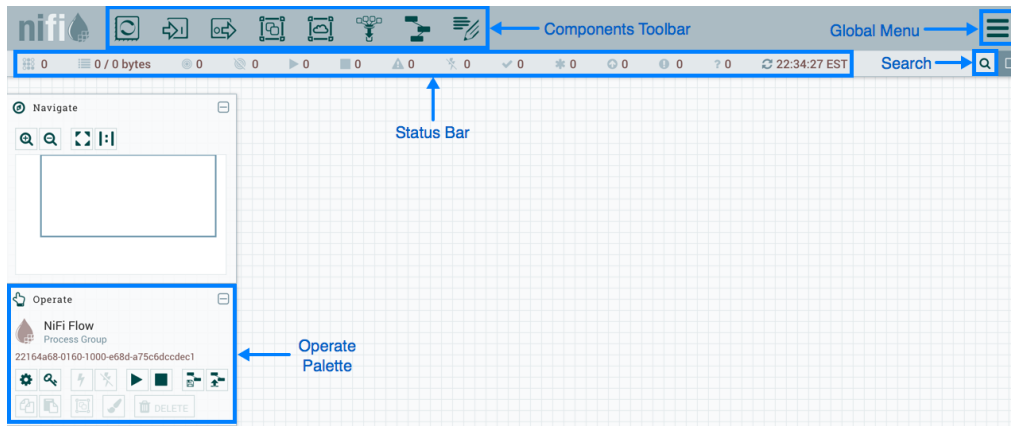 nifi
Components Toolbar
Global Menu
0 0 / 0 bytes 0 0 0 0 0 0 0 0 0 0 ? 0 22:34:27 EST
Search
Status Bar
Navigate
Operate
NiFi Flow
Process Group
22164a68-0160-1000-e68d-a75c6dccdec1
DELETE
Operate
Palette